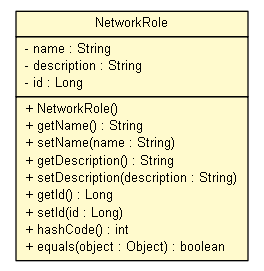 NetworkRole
- name : String
- description : String
- id : Long
+ NetworkRole()
+ getName() : String
+ setName(name : String)
+ getDescription() : String
+ setDescription(description : String)
+ getId() : Long
+ setId(id : Long)
+ hashCode() : int
+ equals(object : Object) : boolean